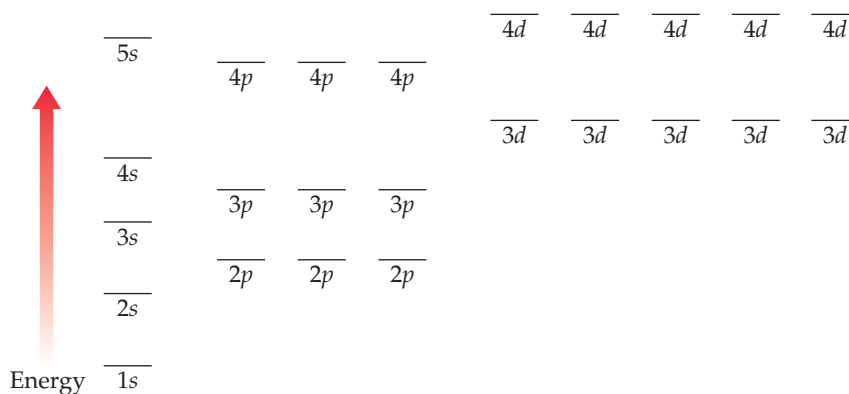 4d 4d 4d 4d 4d
5s
4p 4p 4p
3d 3d 3d 3d 3d
4s
3p 3p 3p
3s
2p 2p 2p
2s
Energy 1s